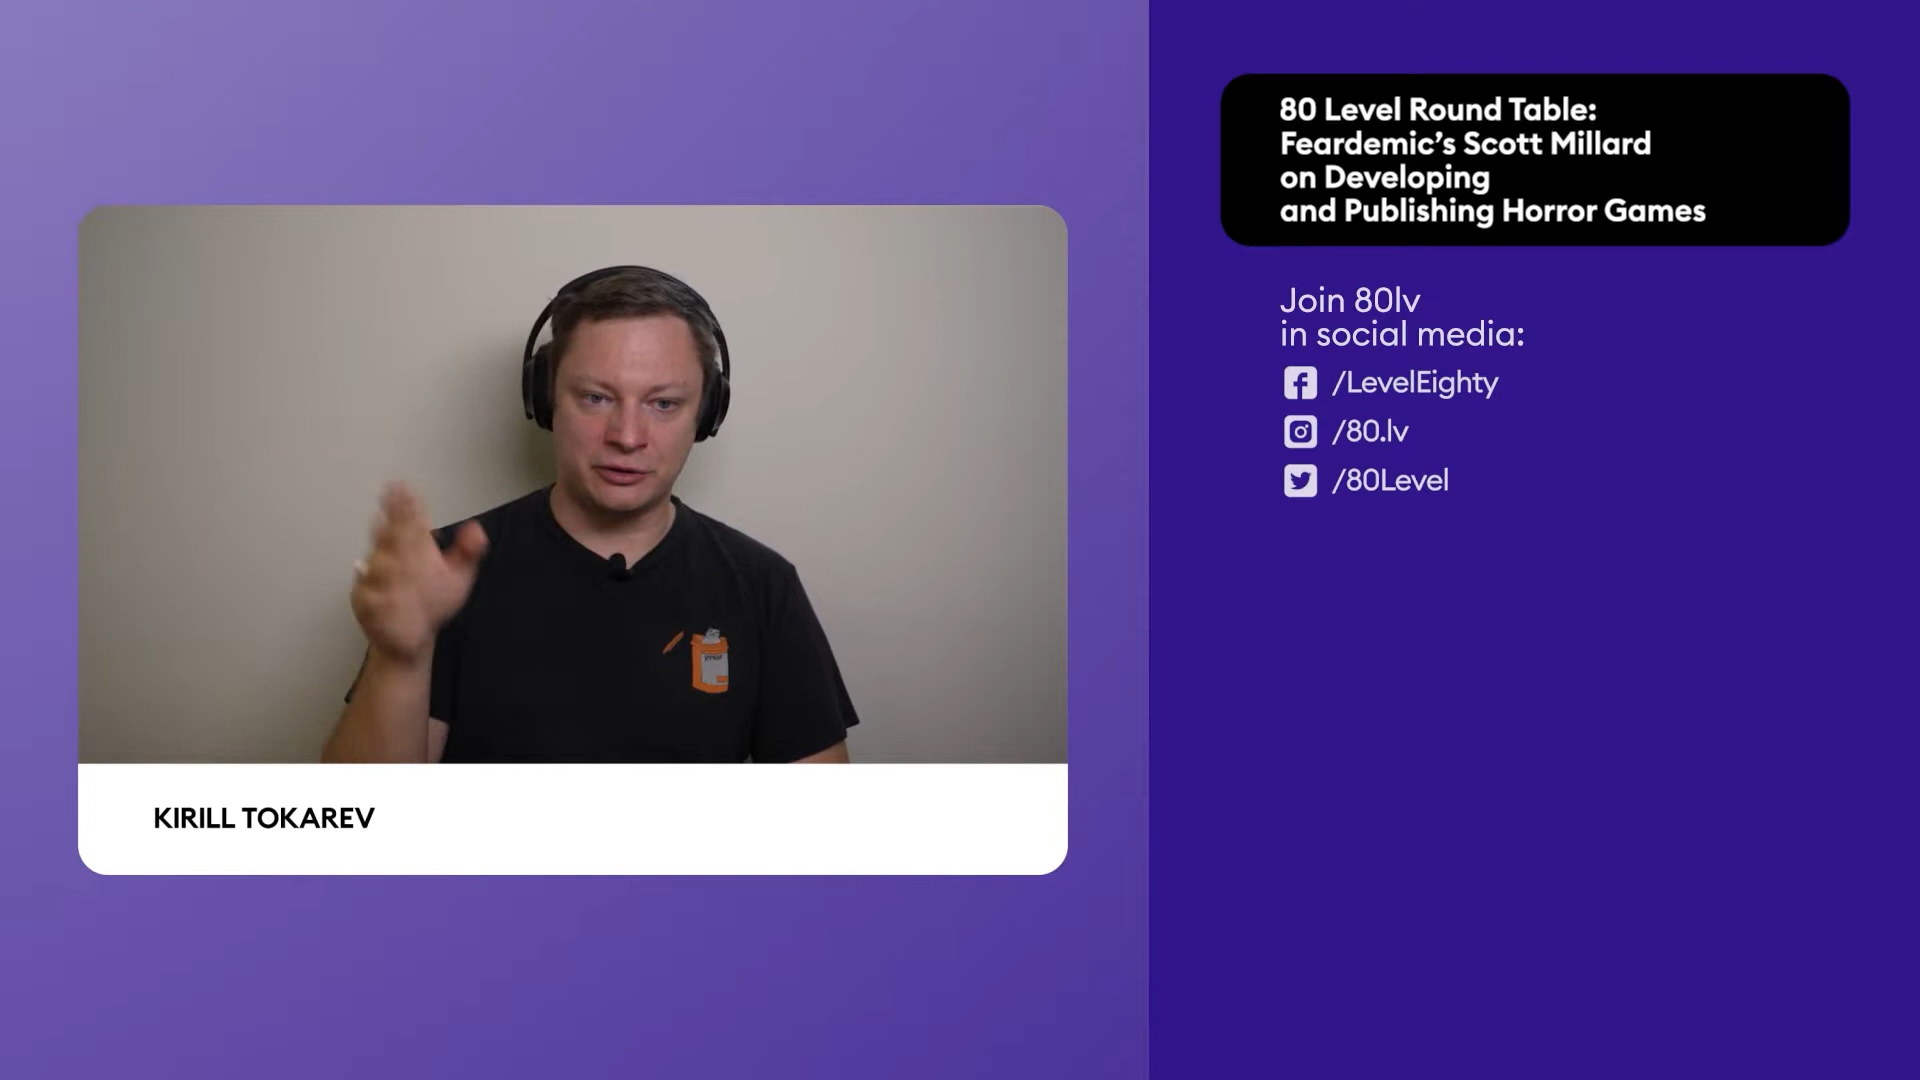 80 Level Round Table:
Feardemic’s Scott Millard
on Developing
and Publishing Horror Games
Join 80lv
in social media:
/LevelEighty
/80.lv
/80Level
KIRILL TOKAREV